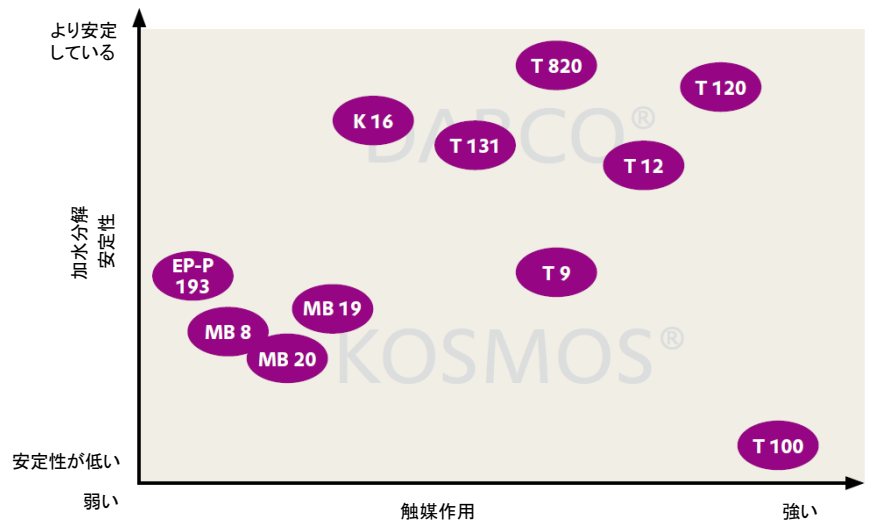 より安定
している
T 820
T 120
K 16
DABCO®
T 131
T 12
加水分解
安定性
EP-P
193
T 9
MB 19
MB 8
MB 20
KOSMOS®
T 100
安定性が低い
弱い
触媒作用
強い